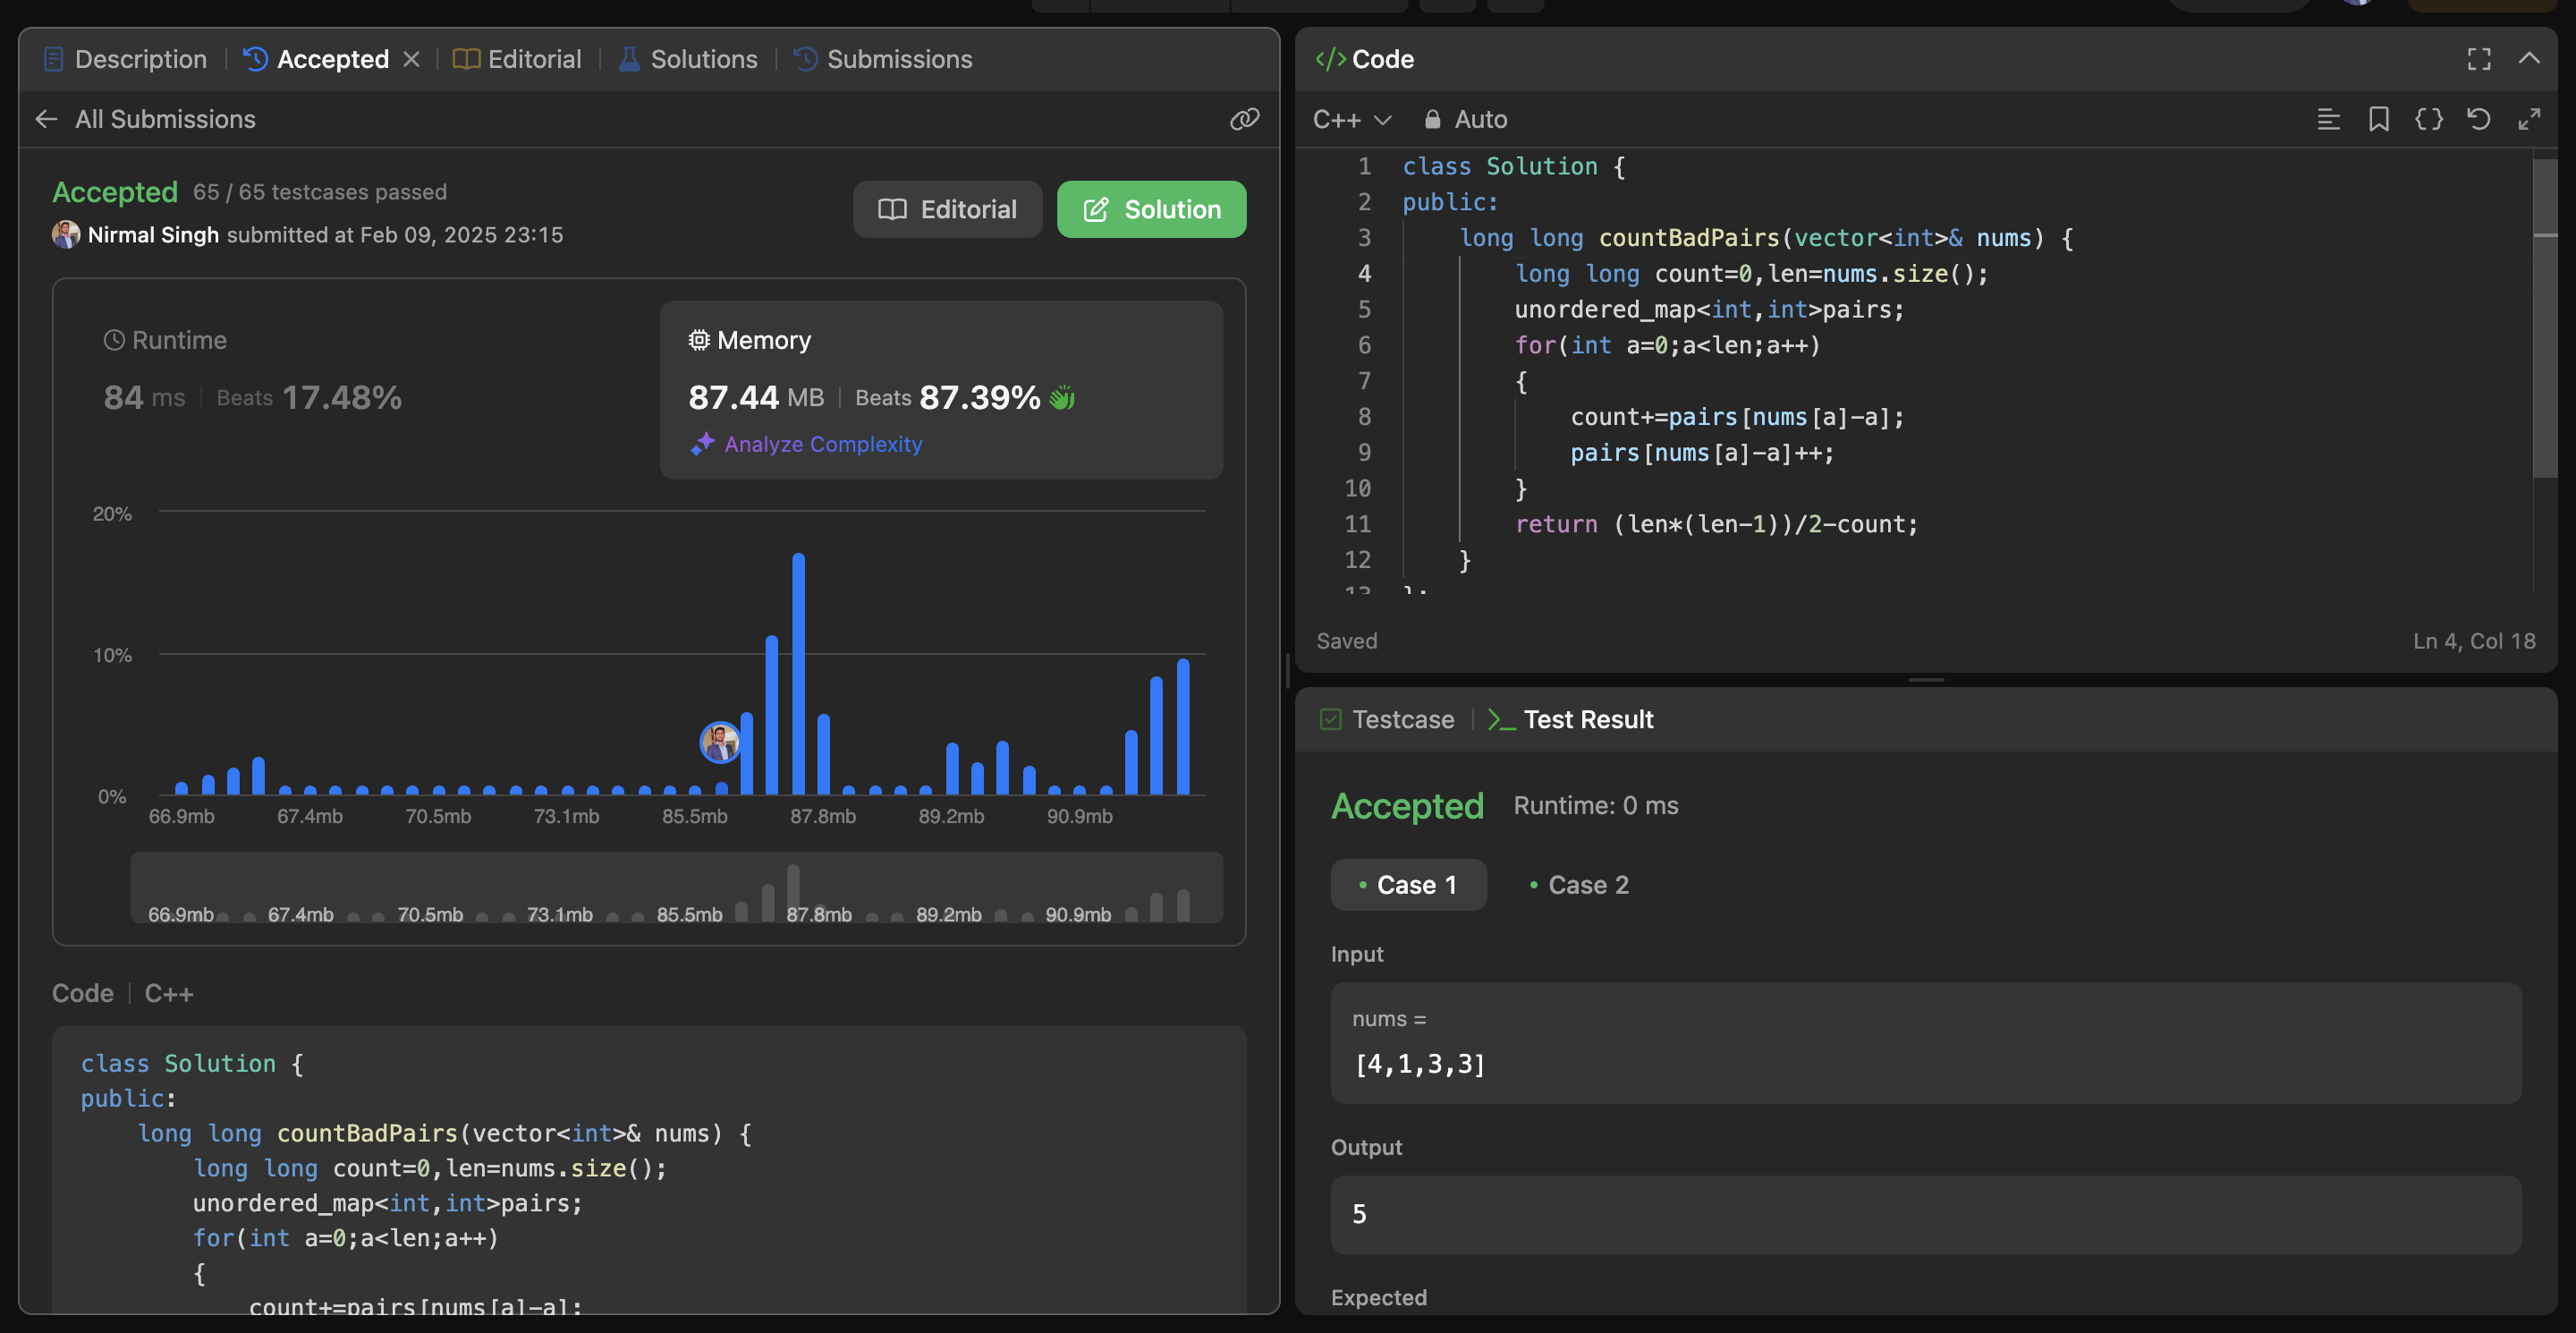 Description
Accepted
Editorial
Solutions
Submissions
All Submissions
Accepted 65 / 65 testcases passed
Nirmal Singh submitted at Feb 09, 2025 23:15
Editorial
Solution
Runtime
84 ms Beats 17.48%
Memory
87.44 MB Beats 87.39%
Analyze Complexity
20%
10%
0%
66.9mb 67.4mb 70.5mb 73.1mb 85.5mb 87.8mb 89.2mb 90.9mb
66.9mb 67.4mb 70.5mb 73.1mb 85.5mb 87.8mb 89.2mb 90.9mb
Code C++
class Solution {
public:
    long long countBadPairs(vector<int>& nums) {
        long long count=0,len=nums.size();
        unordered_map<int,int>pairs;
        for(int a=0;a<len;a++)
        {
            count+=pairs[nums[a]-a];
</> Code
C++ Auto
1 class Solution {
2 public:
3     long long countBadPairs(vector<int>& nums) {
4         long long count=0,len=nums.size();
5         unordered_map<int,int>pairs;
6         for(int a=0;a<len;a++)
7         {
8             count+=pairs[nums[a]-a];
9             pairs[nums[a]-a]++;
10         }
11         return (len*(len-1))/2-count;
12     }
13 };
Saved
Ln 4, Col 18
Testcase
Test Result
Accepted Runtime: 0 ms
Case 1
Case 2
Input
nums =
[4,1,3,3]
Output
5
Expected